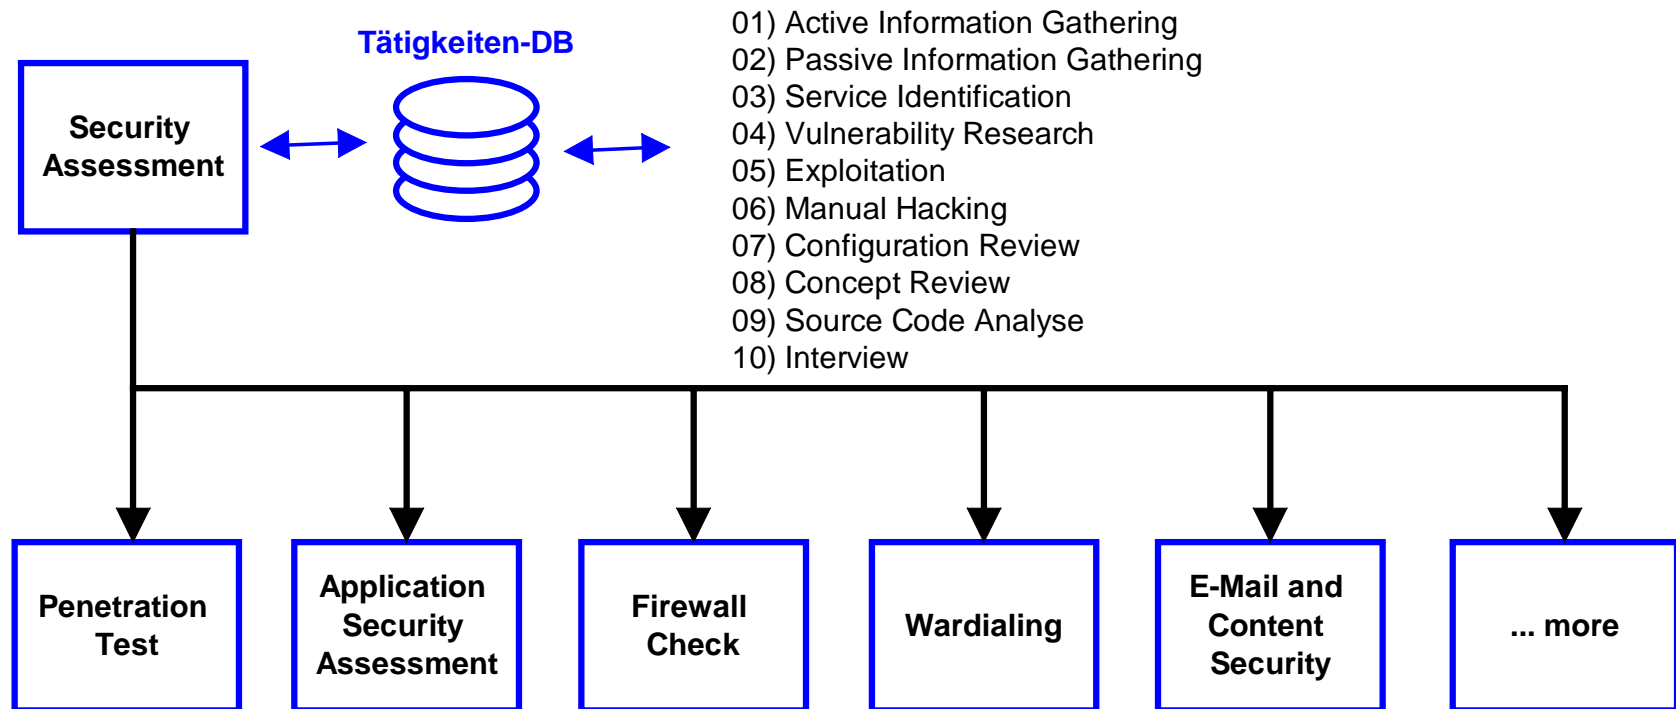 Tätigkeiten-DB
Security
Assessment
01) Active Information Gathering
02) Passive Information Gathering
03) Service Identification
04) Vulnerability Research
05) Exploitation
06) Manual Hacking
07) Configuration Review
08) Concept Review
09) Source Code Analyse
10) Interview
Penetration
Test
Application
Security
Assessment
Firewall
Check
Wardialing
E-Mail and
Content
Security
... more